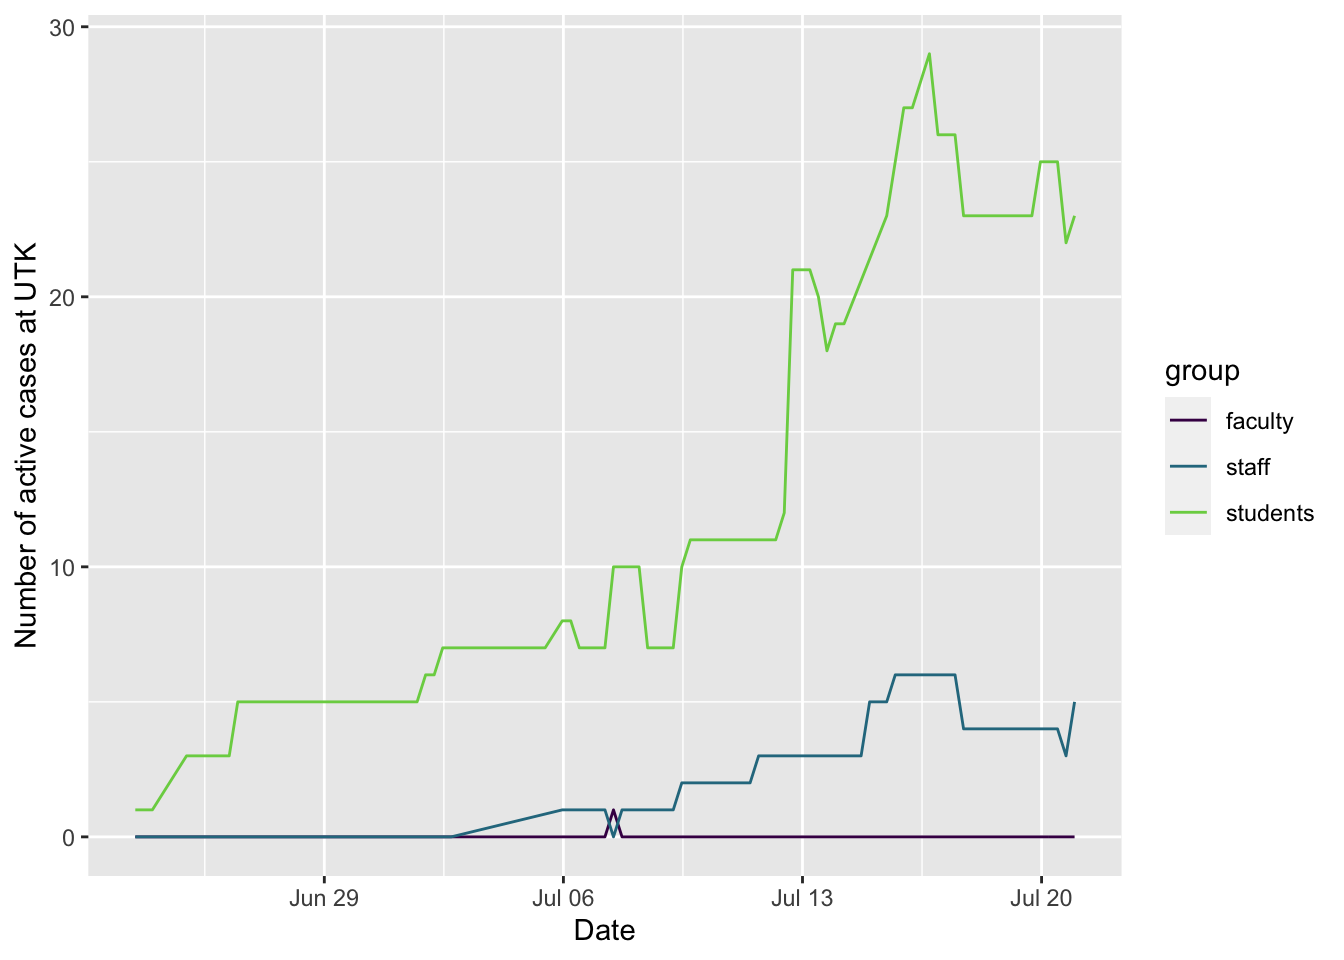 Number of active cases at UTK
30
20
10
0
Jun 29
Jul 06
Jul 13
Jul 20
Date
group
faculty
staff
students